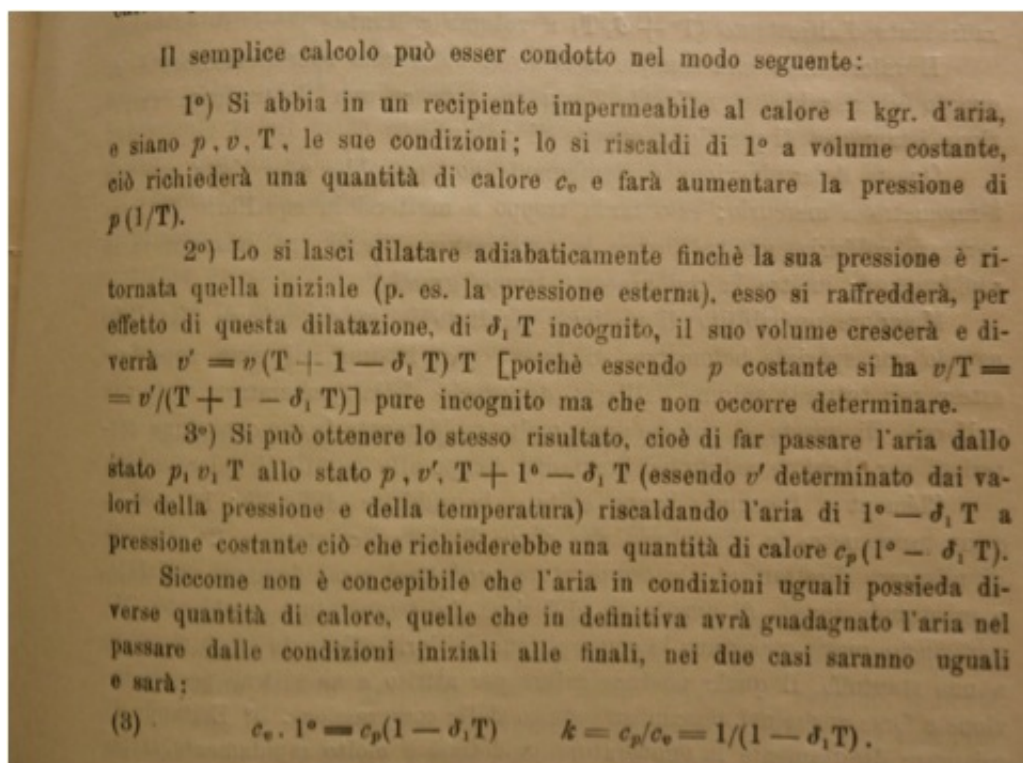 Il semplice calcolo può esser condotto nel modo seguente:
1°) Si abbia in un recipiente impermeabile al calore 1 kgr. d'aria,
e siano p, v, T, le sue condizioni; lo si riscaldi di 1° a volume costante,
ciò richiederà una quantità di calore cᵥ e farà aumentare la pressione di
p(1/T).
2°) Lo si lasci dilatare adiabaticamente finchè la sua pressione è ri-
tornata quella iniziale (p. es. la pressione esterna), esso si raffredderà, per
effetto di questa dilatazione, di δ₁ T incognito, il suo volume crescerà e di-
verrà v' = v (T + 1 — δ₁ T) T [poichè essendo p costante si ha v/T =
= v'/(T + 1 — δ₁ T)] pure incognito ma che non occorre determinare.
3°) Si può ottenere lo stesso risultato, cioè di far passare l'aria dallo
stato p₁ v₁ T allo stato p, v', T + 1° — δ₁ T (essendo v' determinato dai va-
lori della pressione e della temperatura) riscaldando l'aria di 1° — δ₁ T a
pressione costante ciò che richiederebbe una quantità di calore cₚ(1° — δ₁ T).
Siccome non è concepibile che l'aria in condizioni uguali possieda di-
verse quantità di calore, quelle che in definitiva avrà guadagnato l'aria nel
passare dalle condizioni iniziali alle finali, nei due casi saranno uguali
e sarà:
(3) cᵥ. 1° = cₚ(1 — δ₁T) k = cₚ/cᵥ = 1/(1 — δ₁T).